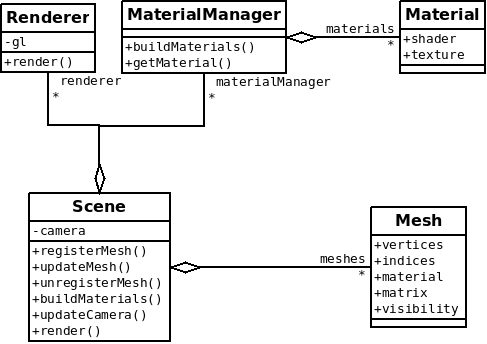 Renderer
-gl
+render()
MaterialManager
+buildMaterials()
+getMaterial()
materials
*
Material
+shader
+texture
renderer
*
materialManager
*
Scene
-camera
+registerMesh()
+updateMesh()
+unregisterMesh()
+buildMaterials()
+updateCamera()
+render()
meshes
*
Mesh
+vertices
+indices
+material
+matrix
+visibility